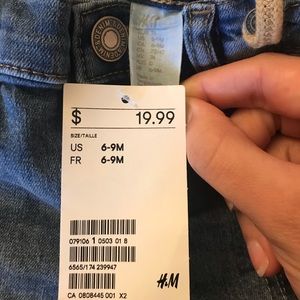 DENIM
H&M
$ 19.99
SIZE/TAILLE
US 6-9M
FR 6-9M
079106 1 0503 01 8
6565/174 239947
H&M
CA 0808445 001 X2